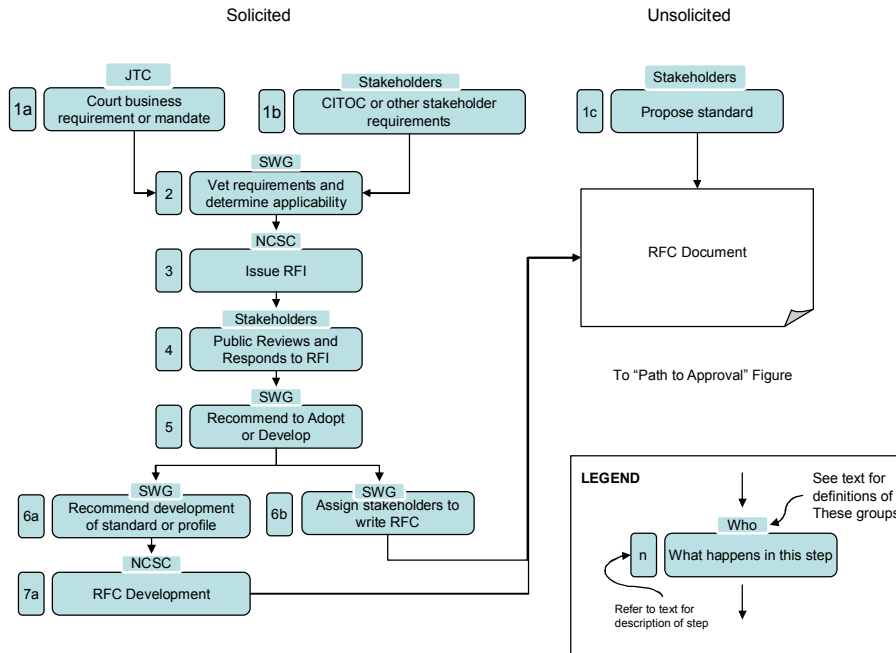 Solicited
Unsolicited
JTC
1a
Court business
requirement or mandate
Stakeholders
1b
CITOC or other stakeholder
requirements
Stakeholders
1c
Propose standard
SWG
2
Vet requirements and
determine applicability
NCSC
3
Issue RFI
RFC Document
Stakeholders
4
Public Reviews and
Responds to RFI
To “Path to Approval” Figure
SWG
5
Recommend to Adopt
or Develop
SWG
6a
Recommend development
of standard or profile
SWG
6b
Assign stakeholders to
write RFC
NCSC
7a
RFC Development
LEGEND
See text for
definitions of
These groups
Who
n
What happens in this step
Refer to text for
description of step